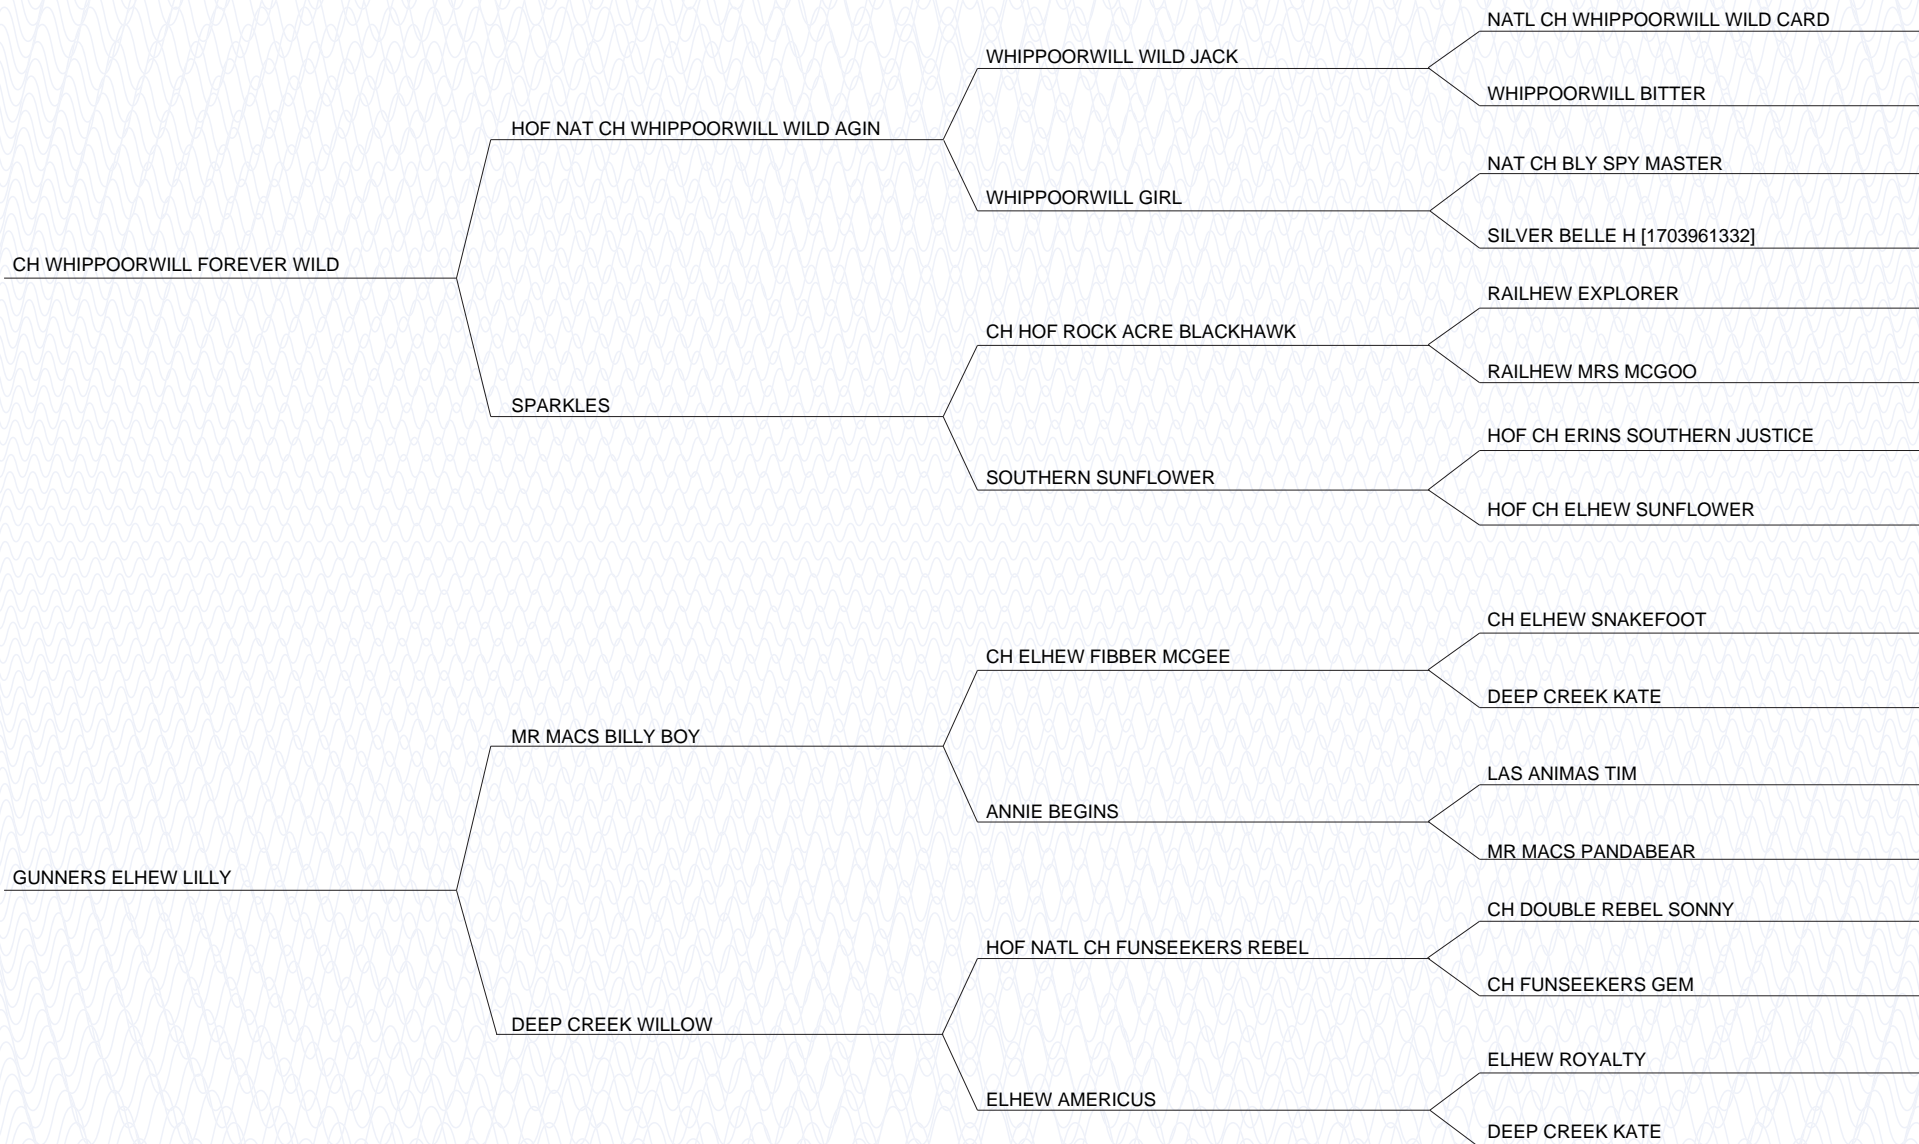 NATL CH WHIPPOORWILL WILD CARD
WHIPPOORWILL WILD JACK
WHIPPOORWILL BITTER
HOF NAT CH WHIPPOORWILL WILD AGIN
NAT CH BLY SPY MASTER
WHIPPOORWILL GIRL
SILVER BELLE H [1703961332]
CH WHIPPOORWILL FOREVER WILD
RAILHEW EXPLORER
CH HOF ROCK ACRE BLACKHAWK
RAILHEW MRS MCGOO
SPARKLES
HOF CH ERINS SOUTHERN JUSTICE
SOUTHERN SUNFLOWER
HOF CH ELHEW SUNFLOWER
CH ELHEW SNAKEFOOT
CH ELHEW FIBBER MCGEE
DEEP CREEK KATE
MR MACS BILLY BOY
LAS ANIMAS TIM
ANNIE BEGINS
MR MACS PANDABEAR
GUNNERS ELHEW LILLY
CH DOUBLE REBEL SONNY
HOF NATL CH FUNSEEKERS REBEL
CH FUNSEEKERS GEM
DEEP CREEK WILLOW
ELHEW ROYALTY
ELHEW AMERICUS
DEEP CREEK KATE